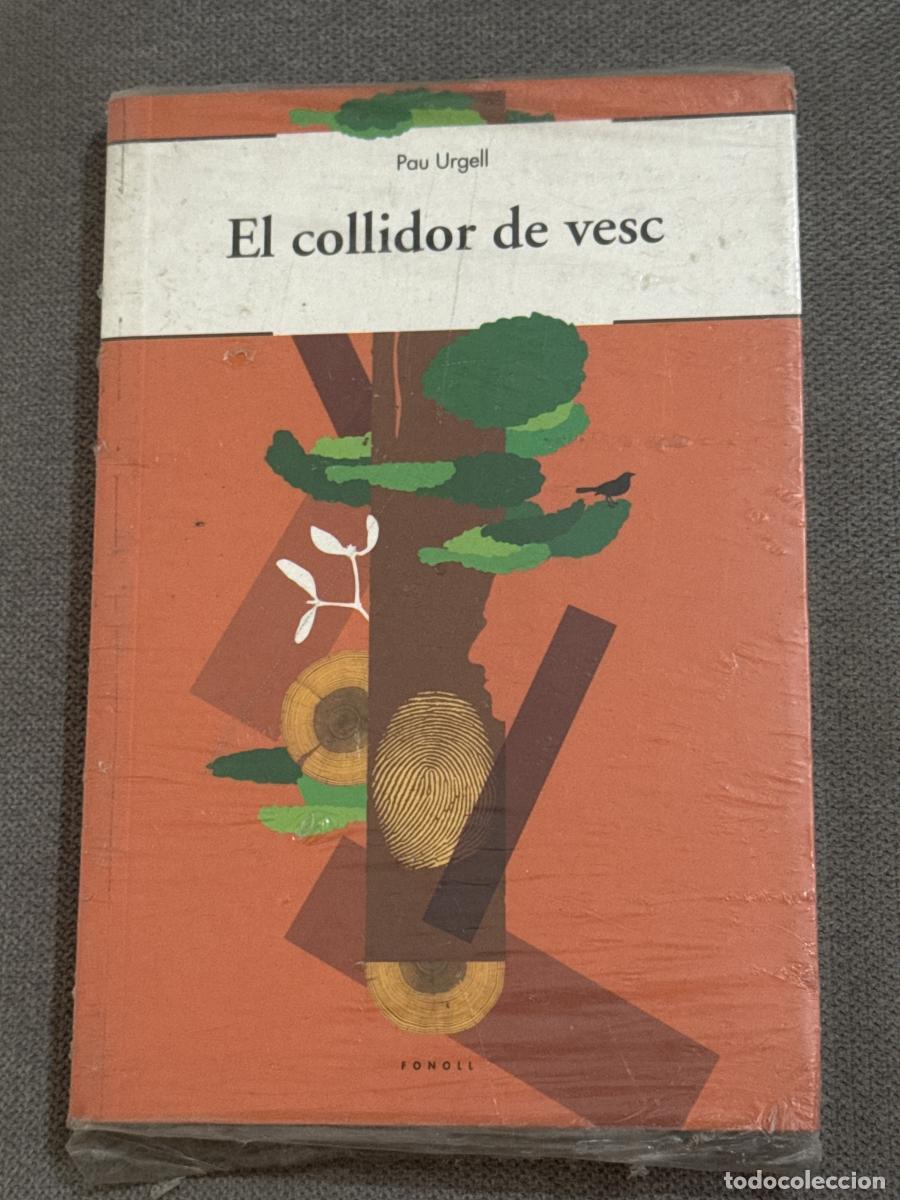 Pau Urgell
El collidor de vesc
FONOLL
todocoleccion